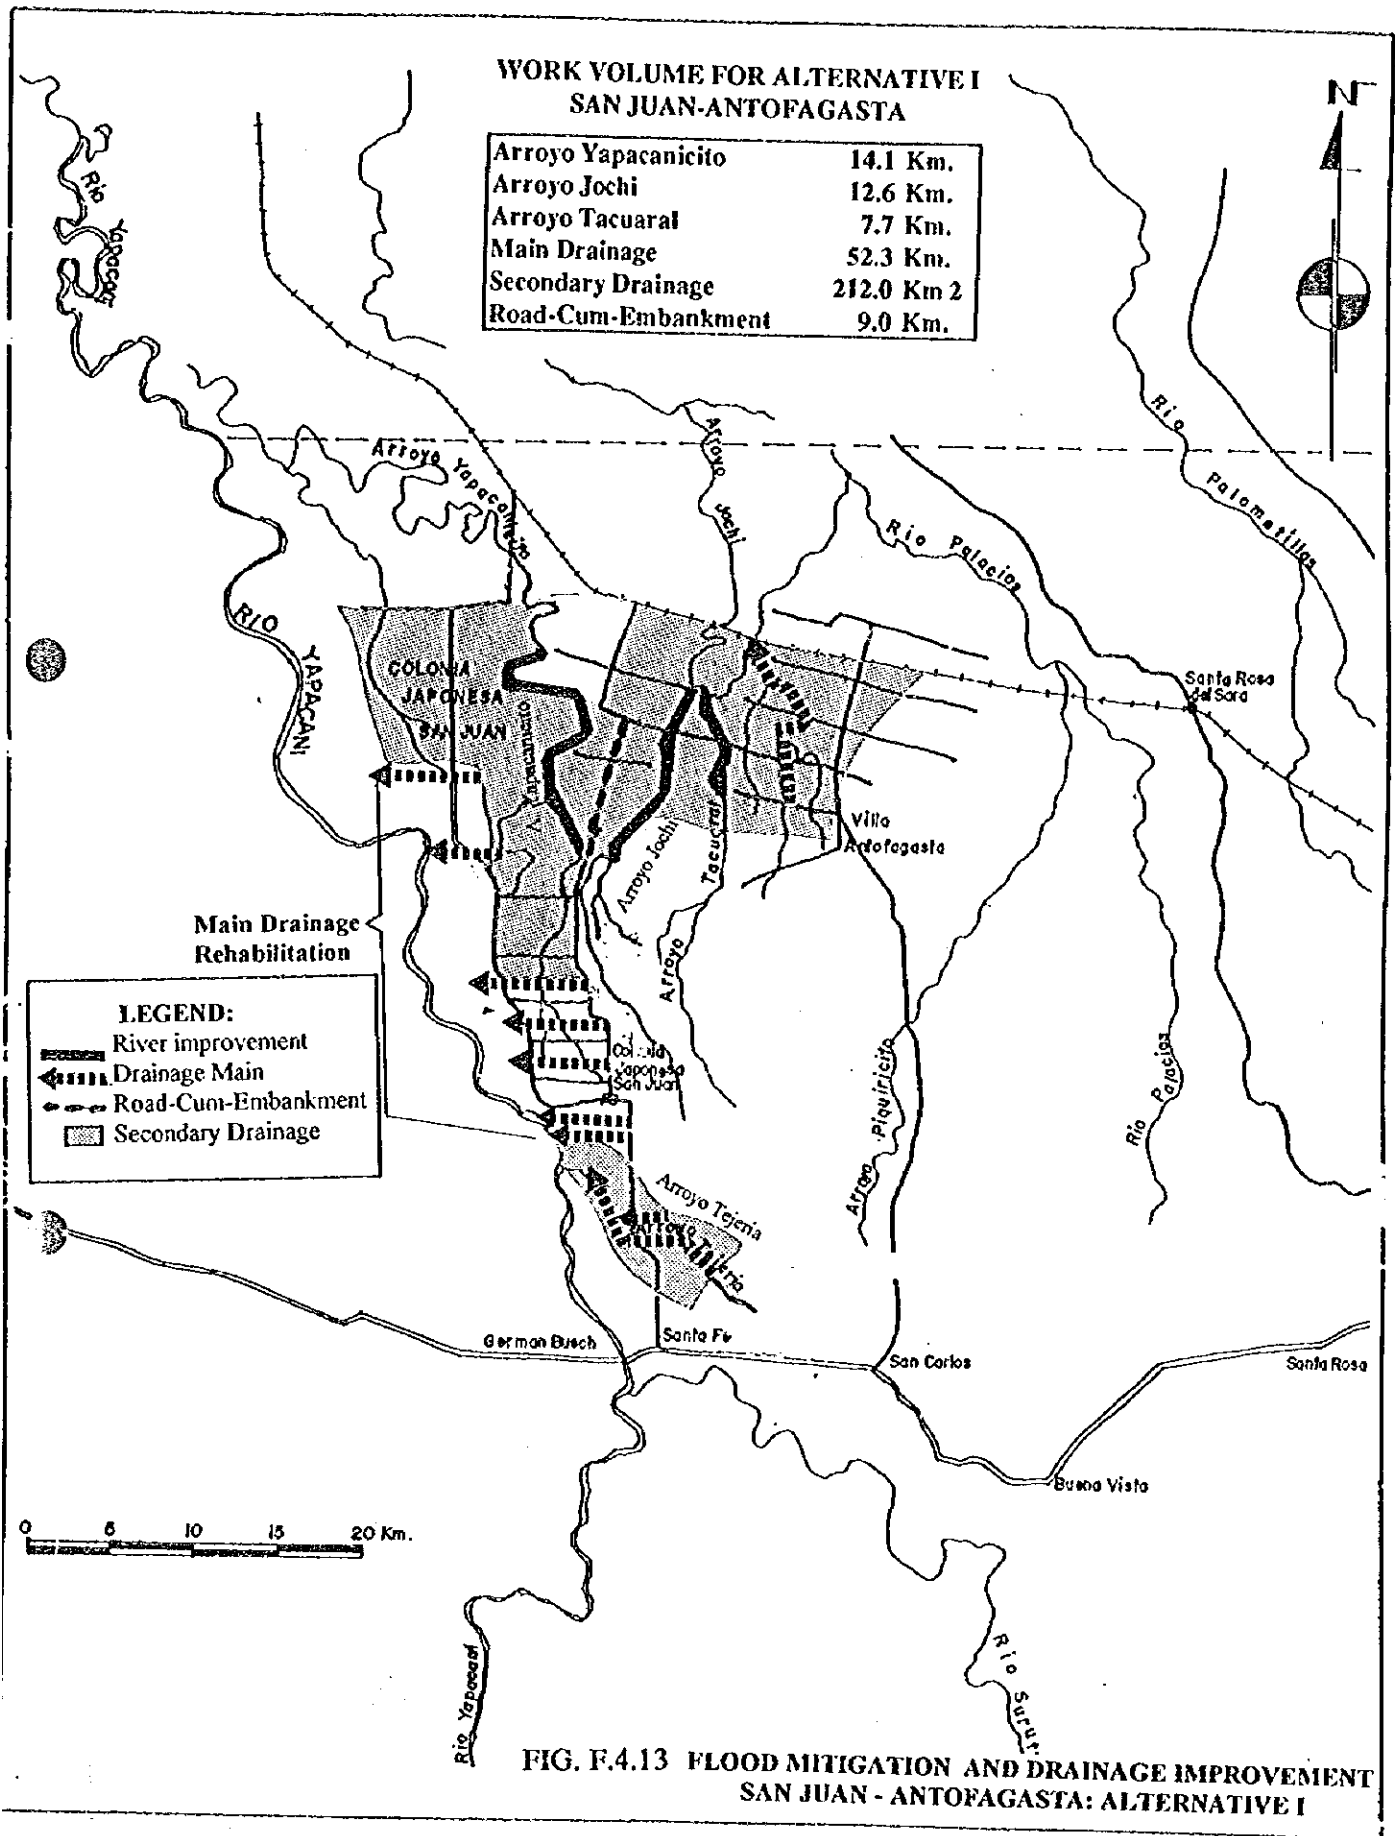 WORK VOLUME FOR ALTERNATIVE I
SAN JUAN-ANTOFAGASTA
N
Arroyo Yapacanicito 14.1 Km.
Arroyo Jochi 12.6 Km.
Arroyo Tacuaral 7.7 Km.
Main Drainage 52.3 Km.
Secondary Drainage 212.0 Km 2
Road-Cum-Embankment 9.0 Km.
Rio Yapacani
Arroyo Yapacanicito
Arroyo Jochi
Rio Palacios
Rio Palometillas
RIO YAPACANI
COLONIA
JAPONESA
SAN JUAN
Santa Rosa
del Sara
Arroyo Jochi
Arroyo Tacuaral
Villa
Antofagasta
Main Drainage
Rehabilitation
LEGEND:
River improvement
Drainage Main
Road-Cum-Embankment
Secondary Drainage
Colonia
Japonesa
San Juan
Arroyo Piquiricito
Rio Palacios
Arroyo Tejeria
Arroyo Tejeria
German Busch
Santa Fe
San Carlos
Santa Rosa
Buena Vista
0 5 10 15 20 Km.
Rio Yapacani
Rio Surutu
FIG. F.4.13 FLOOD MITIGATION AND DRAINAGE IMPROVEMENT
SAN JUAN - ANTOFAGASTA: ALTERNATIVE I